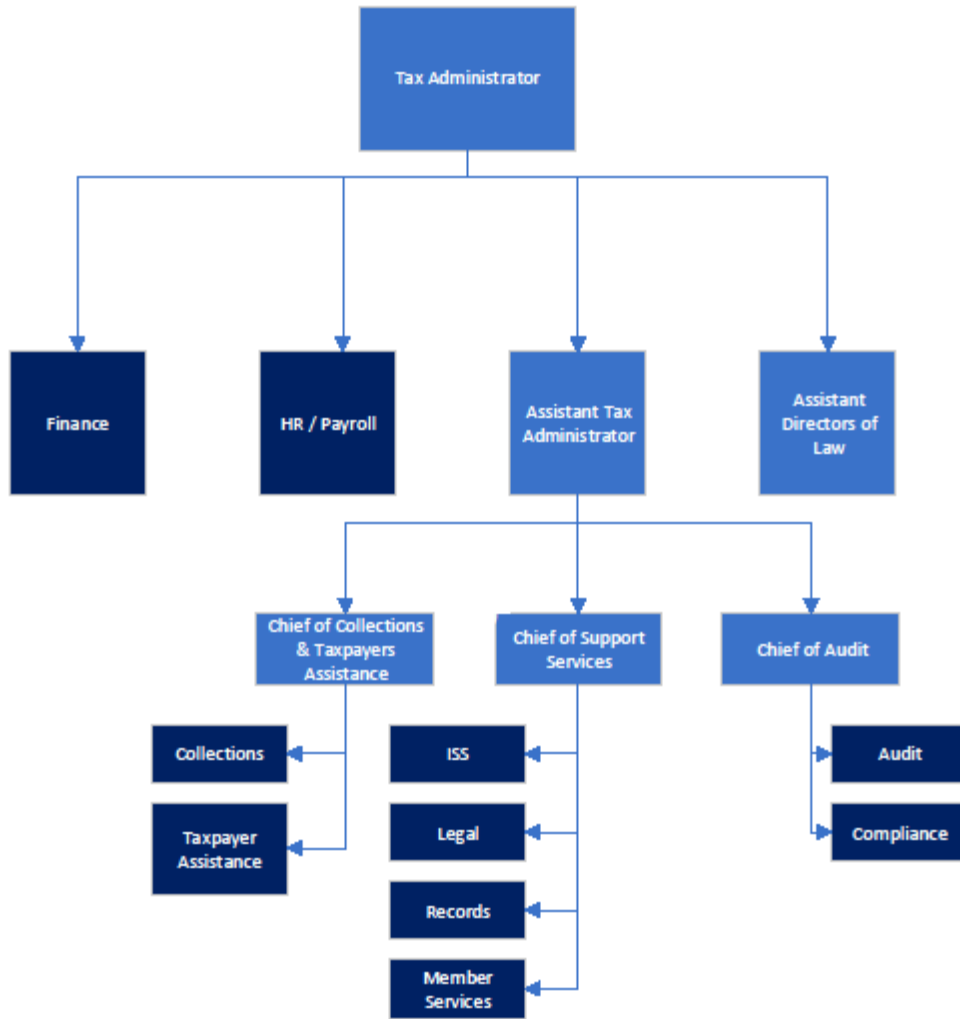 Tax Administrator
Finance
HR / Payroll
Assistant Tax
Administrator
Assistant
Directors of
Law
Chief of Collections
& Taxpayers
Assistance
Chief of Support
Services
Chief of Audit
Collections
Taxpayer
Assistance
ISS
Legal
Records
Member
Services
Audit
Compliance